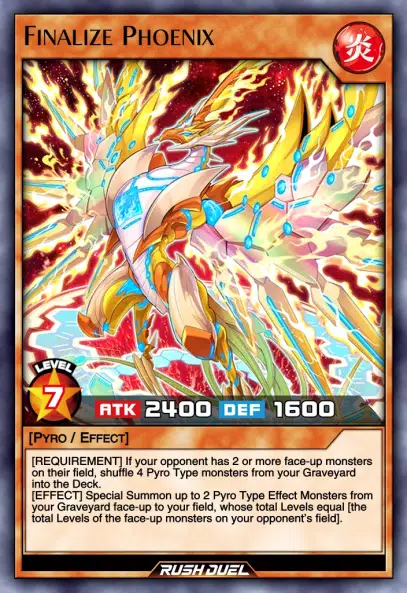 FINALIZE PHOENIX
炎
LEVEL
7
ATK 2400 DEF 1600
[PYRO / EFFECT]
[REQUIREMENT] If your opponent has 2 or more face-up monsters
on their field, shuffle 4 Pyro Type monsters from your Graveyard
into the Deck.
[EFFECT] Special Summon up to 2 Pyro Type Effect Monsters from
your Graveyard face-up to your field, whose total Levels equal [the
total Levels of the face-up monsters on your opponent's field].
RUSH DUEL